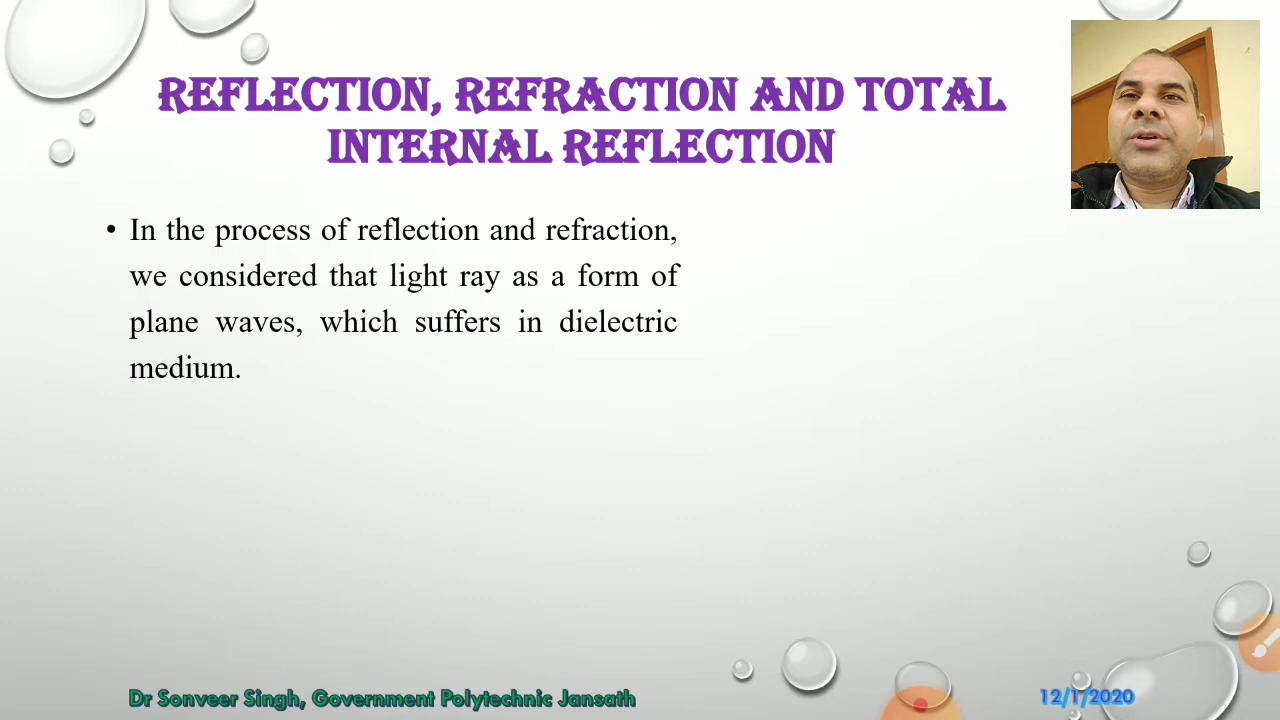 REFLECTION, REFRACTION AND TOTAL
INTERNAL REFLECTION
• In the process of reflection and refraction,
we considered that light ray as a form of
plane waves, which suffers in dielectric
medium.
Dr Sonveer Singh, Government Polytechnic Jansath
12/1/2020